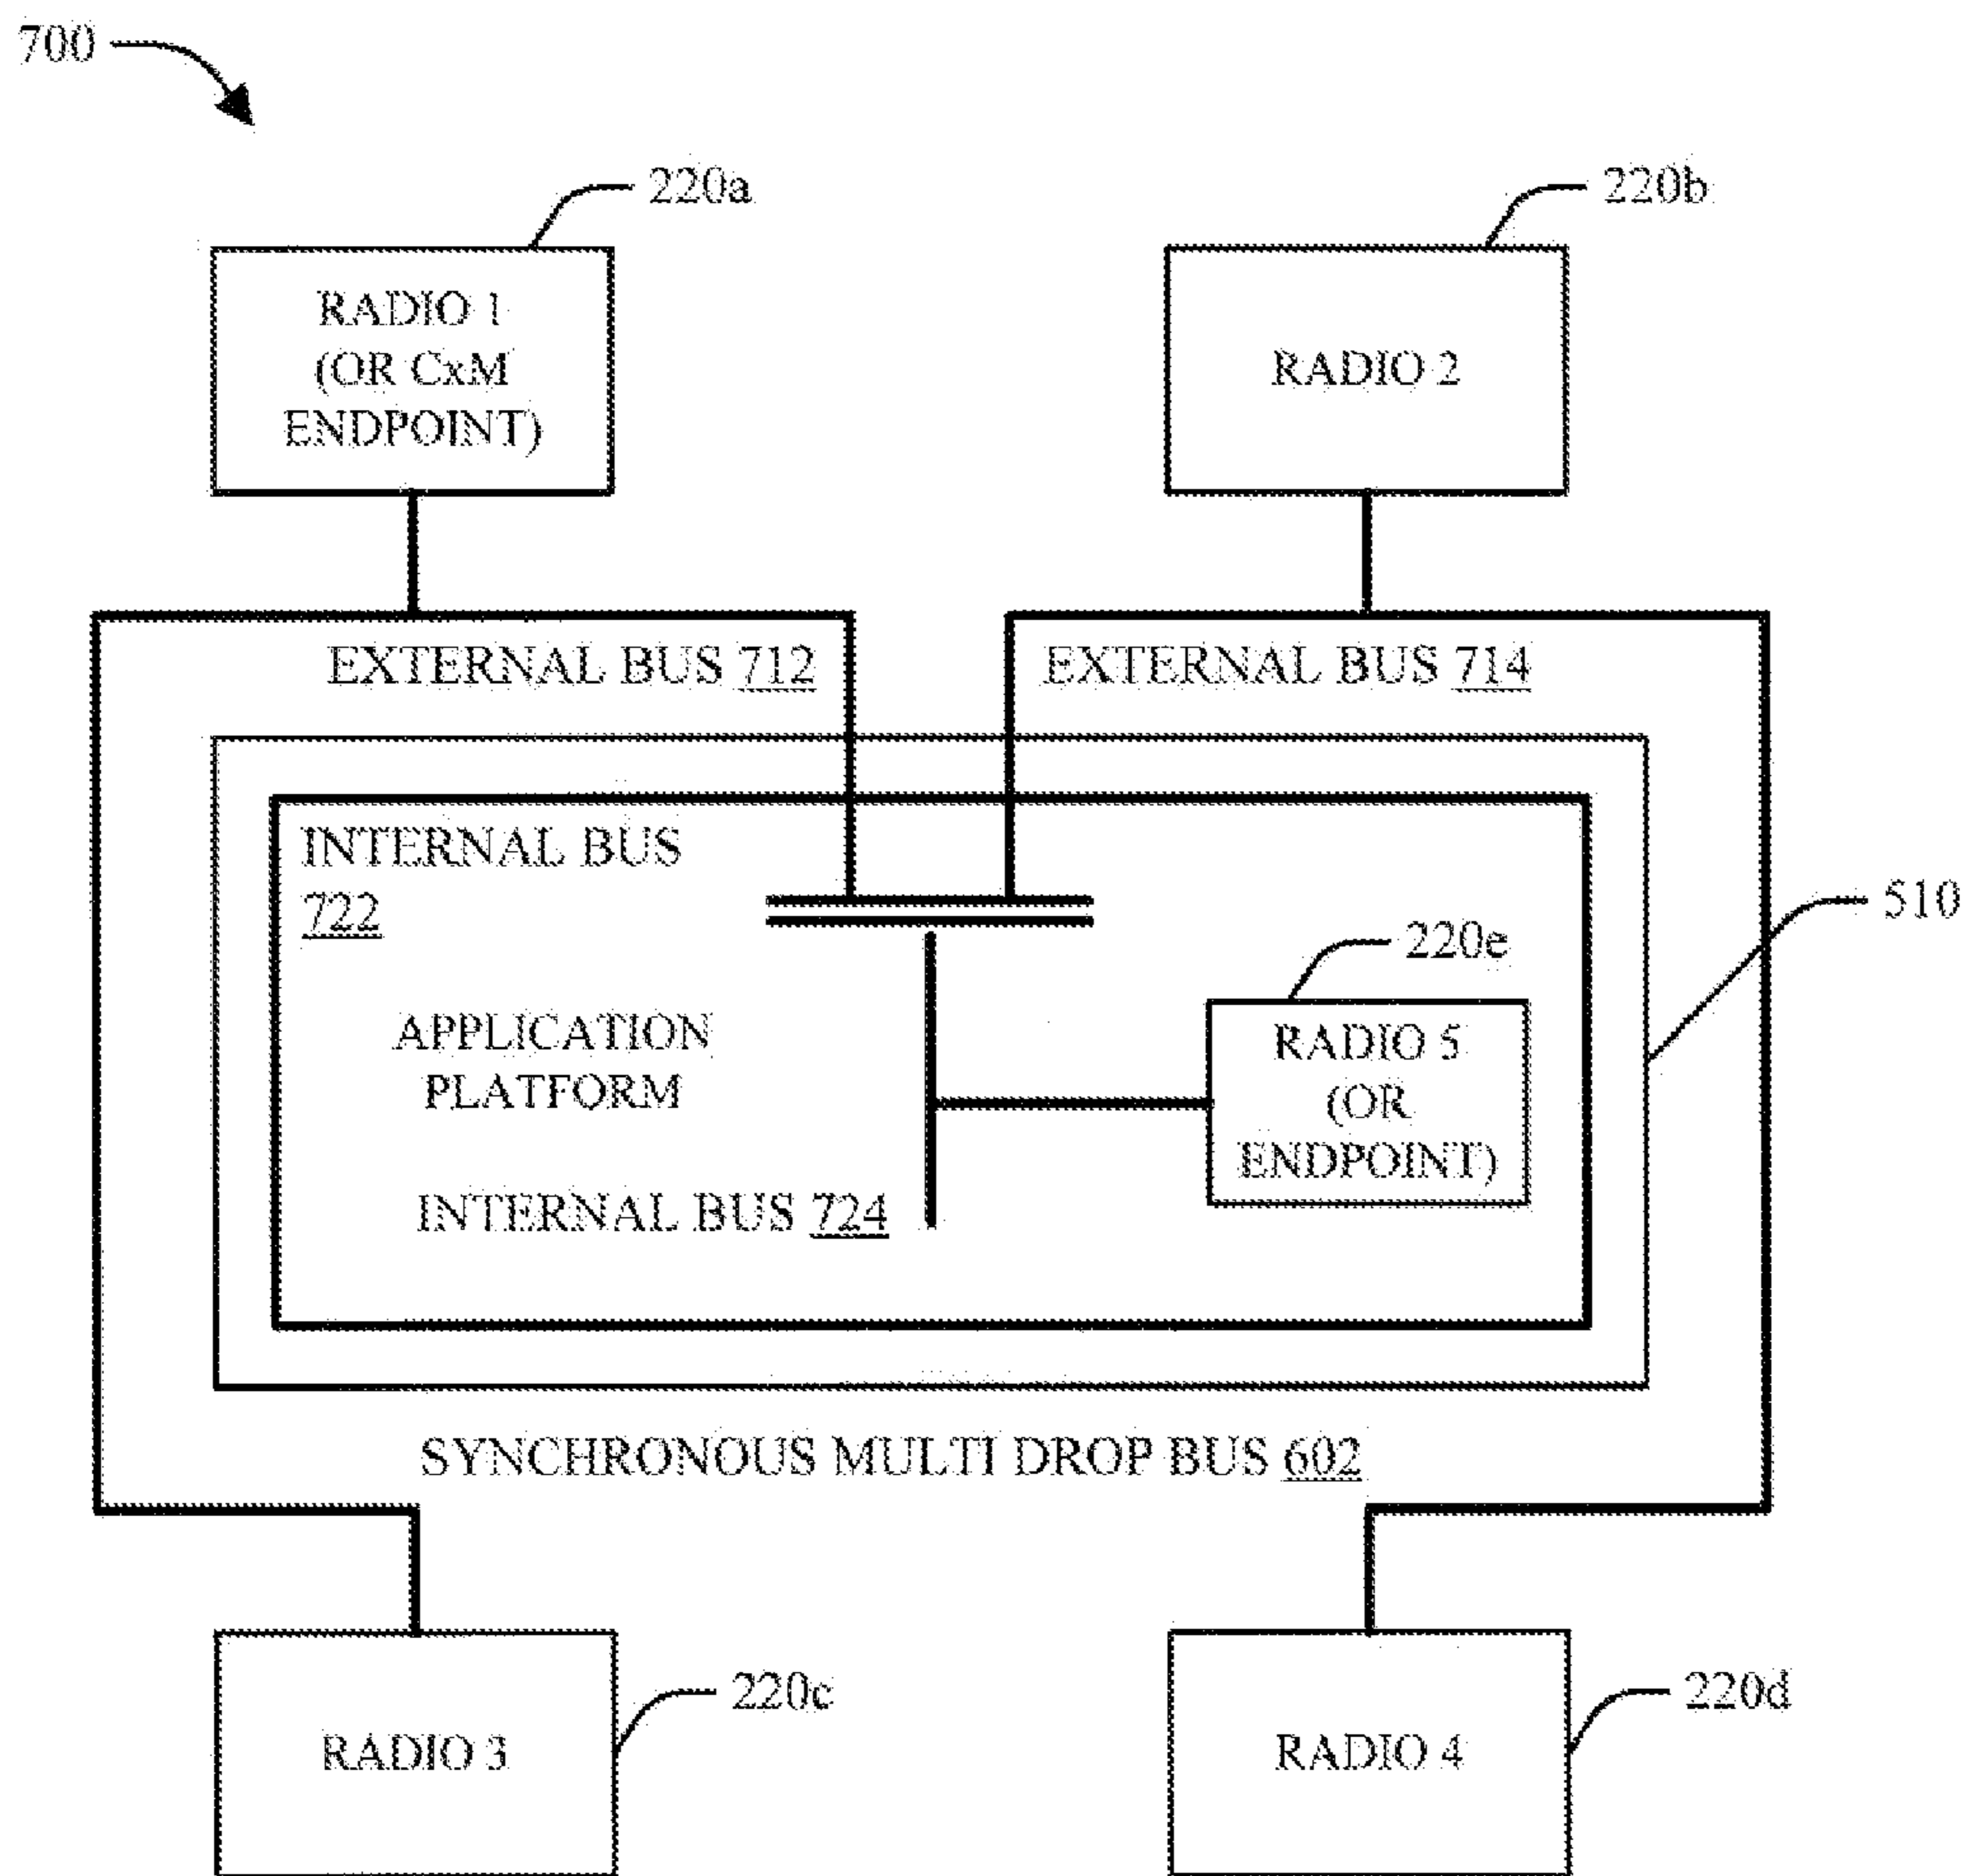 700
220a
220b
RADIO 1
(OR CxM
ENDPOINT)
RADIO 2
EXTERNAL BUS 712
EXTERNAL BUS 714
INTERNAL BUS
722
510
220e
APPLICATION
PLATFORM
RADIO 5
(OR
ENDPOINT)
INTERNAL BUS 724
SYNCHRONOUS MULTI DROP BUS 602
220c
220d
RADIO 3
RADIO 4